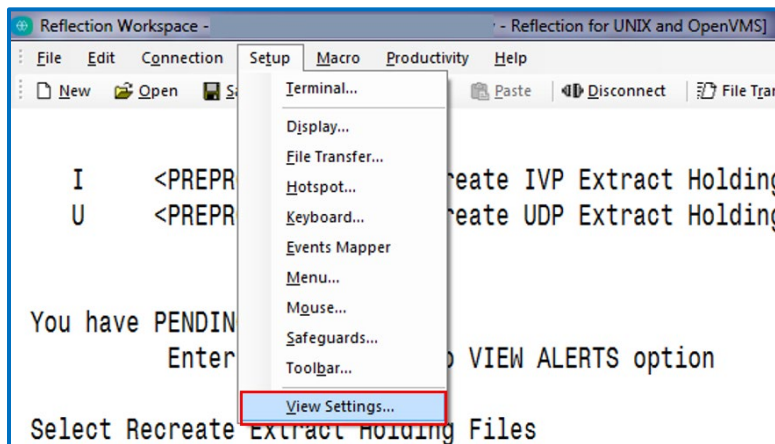 Reflection Workspace - - Reflection for UNIX and OpenVMS]
File Edit Connection Setup Macro Productivity Help
New Open Paste Disconnect File Tra
Terminal...
Display...
File Transfer...
Hotspot...
Keyboard...
Events Mapper
Menu...
Mouse...
Safeguards...
Toolbar...
View Settings...
I <PREPR reate IVP Extract Holding
U <PREPR reate UDP Extract Holding
You have PENDIN
Enter o VIEW ALERTS option
Select Recreate Extract Holding Files